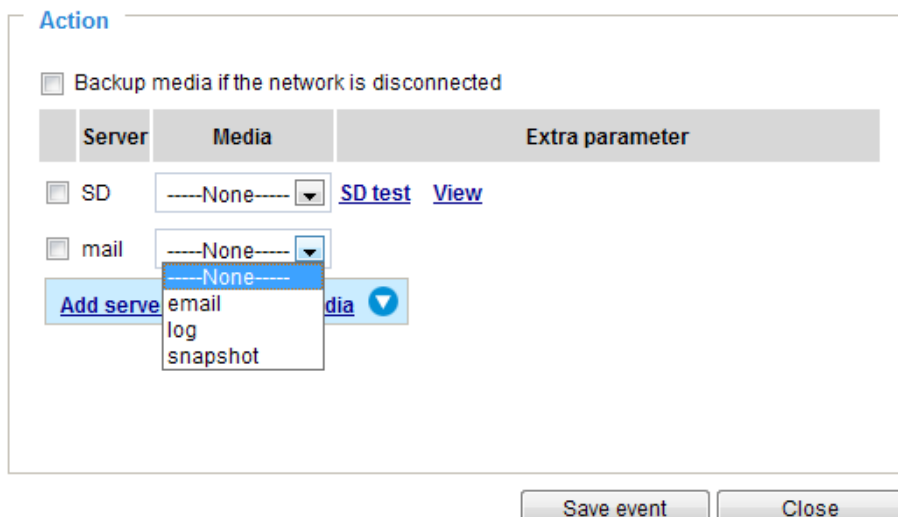 Action
Backup media if the network is disconnected
Server Media Extra parameter
SD -----None----- SD test View
mail -----None-----
-----None-----
Add serve dia
email
log
snapshot
Save event Close